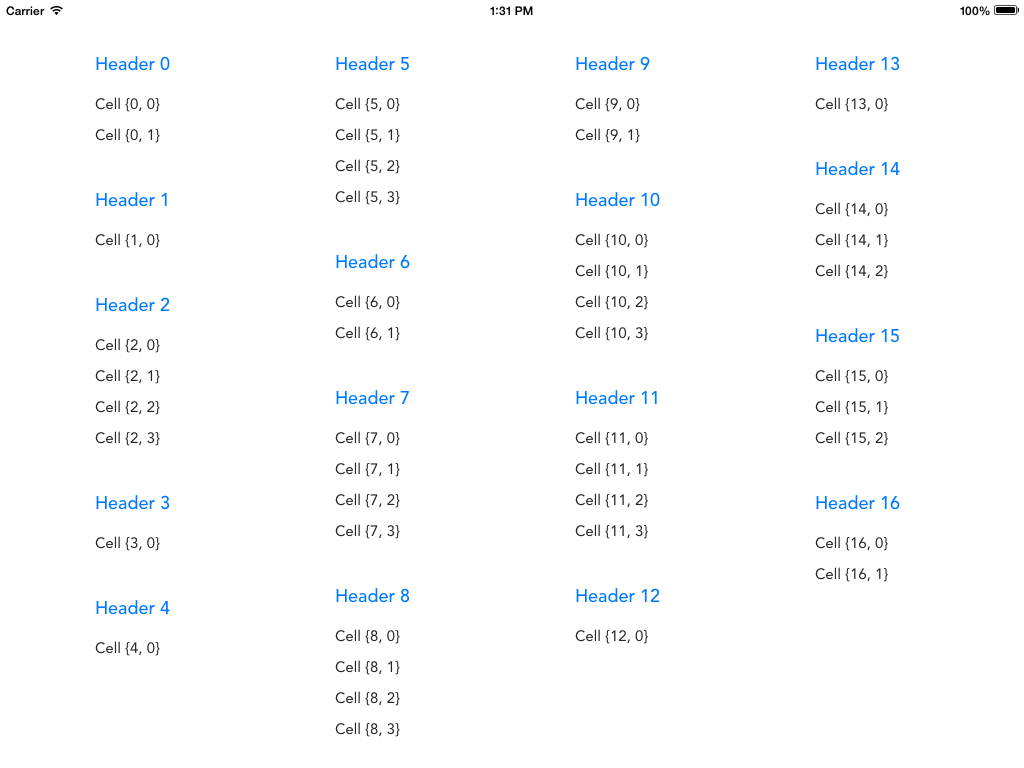 Carrier 1:31 PM 100%
Header 0
Cell {0, 0}
Cell {0, 1}
Header 1
Cell {1, 0}
Header 2
Cell {2, 0}
Cell {2, 1}
Cell {2, 2}
Cell {2, 3}
Header 3
Cell {3, 0}
Header 4
Cell {4, 0}
Header 5
Cell {5, 0}
Cell {5, 1}
Cell {5, 2}
Cell {5, 3}
Header 6
Cell {6, 0}
Cell {6, 1}
Header 7
Cell {7, 0}
Cell {7, 1}
Cell {7, 2}
Cell {7, 3}
Header 8
Cell {8, 0}
Cell {8, 1}
Cell {8, 2}
Cell {8, 3}
Header 9
Cell {9, 0}
Cell {9, 1}
Header 10
Cell {10, 0}
Cell {10, 1}
Cell {10, 2}
Cell {10, 3}
Header 11
Cell {11, 0}
Cell {11, 1}
Cell {11, 2}
Cell {11, 3}
Header 12
Cell {12, 0}
Header 13
Cell {13, 0}
Header 14
Cell {14, 0}
Cell {14, 1}
Cell {14, 2}
Header 15
Cell {15, 0}
Cell {15, 1}
Cell {15, 2}
Header 16
Cell {16, 0}
Cell {16, 1}